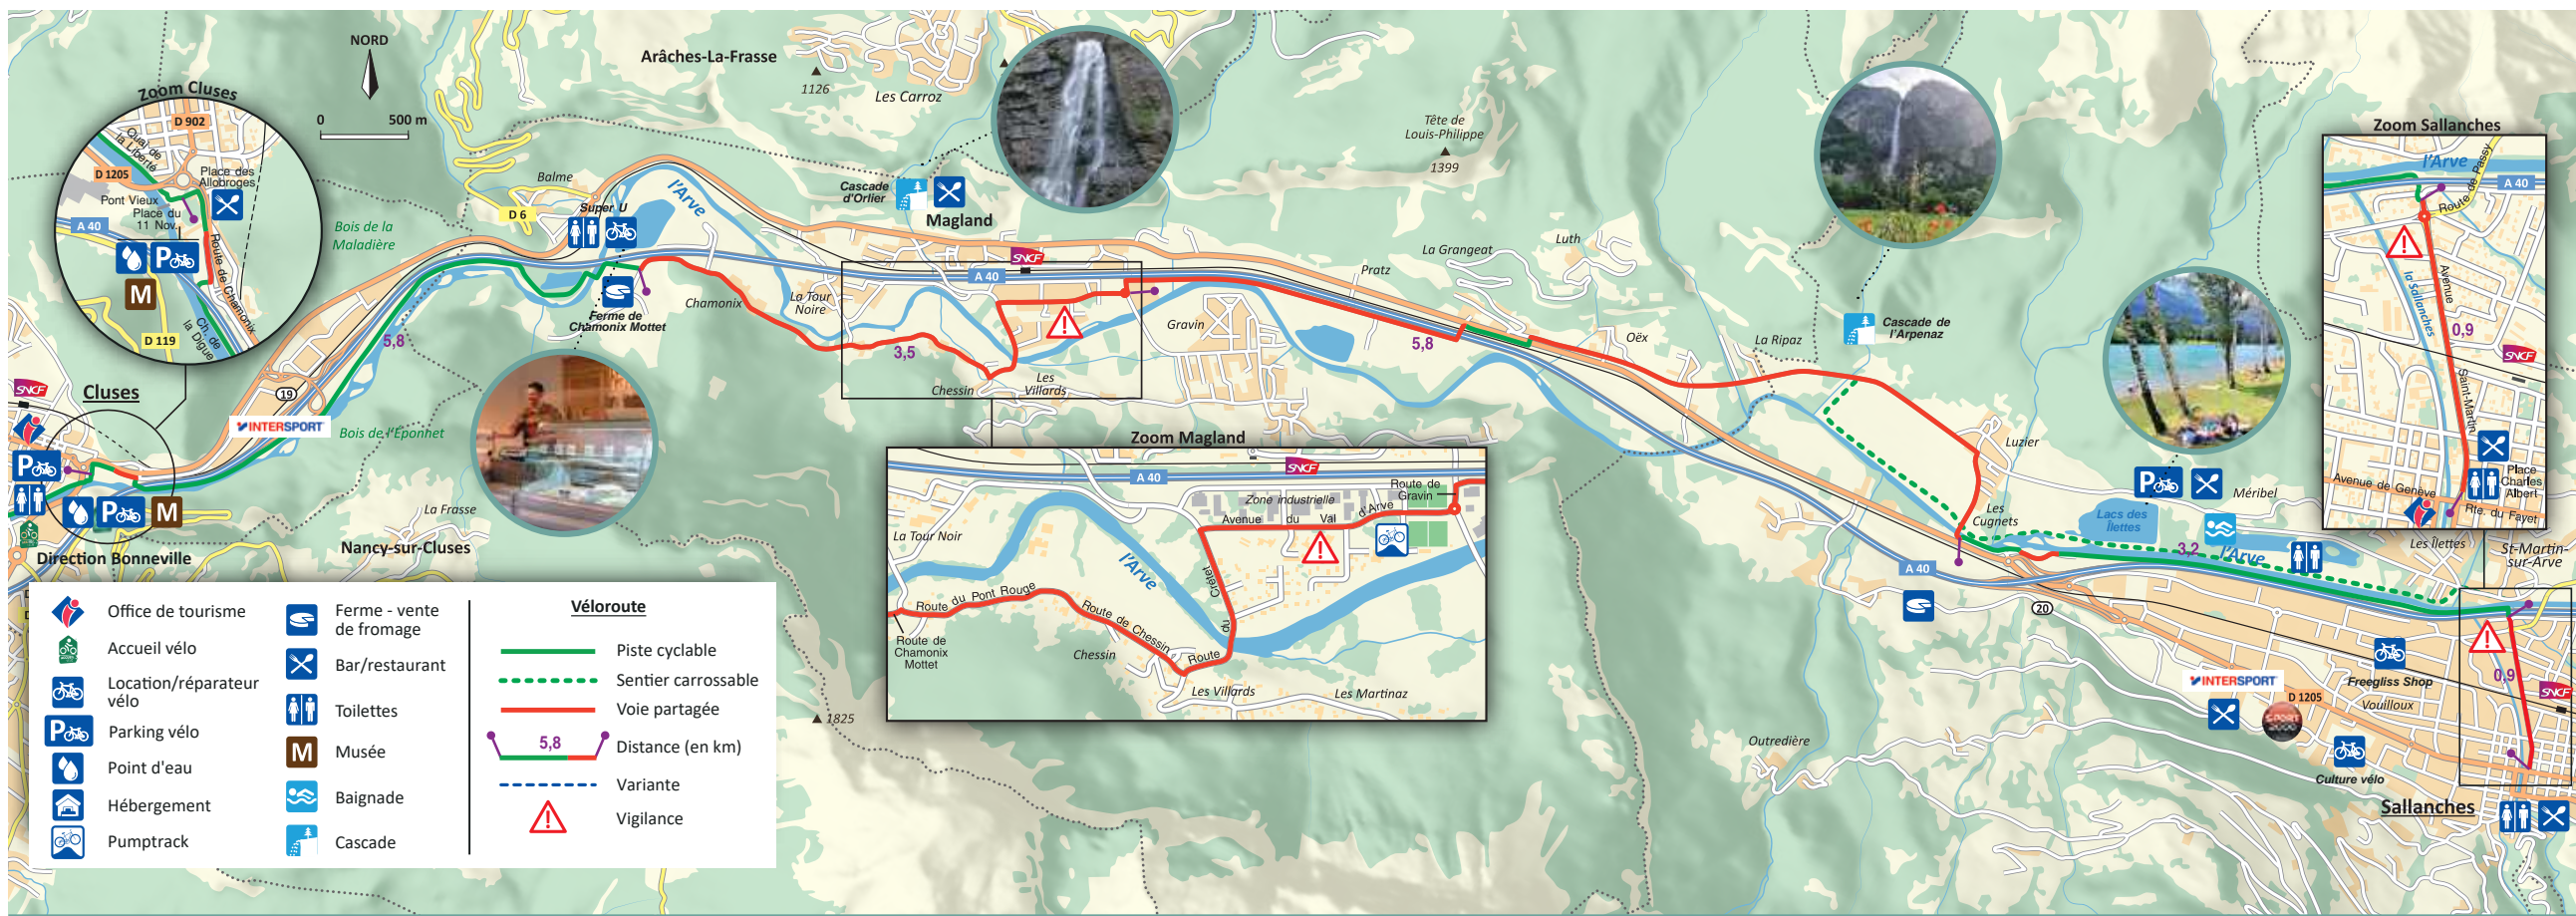 NORD
0 500 m
Zoom Cluses
D 902
Quai de
la Liberté
D 1205
Place des
Allobroges
Pont Vieux
Place du
11 Nov.
A 40
P
M
Route de Chamonix
Ch. de
la Digue
D 119
Arâches-La-Frasse
1126
Les Carroz
Tête de
Louis-Philippe
1399
Balme
D 6
Super U
l'Arve
Bois de la
Maladière
Cascade
d'Orlier
Magland
SNCF
A 40
La Grangeat
Luth
Pratz
Chamonix
La Tour
Noire
Ferme de
Chamonix Mottet
Gravin
5,8
3,5
5,8
Oëx
La Ripaz
Cascade de
l'Arpenaz
Chessin
Les
Villards
SNCF
Cluses
19
INTERSPORT
Bois de l'Éponnet
P
P
M
La Frasse
Nancy-sur-Cluses
Direction Bonneville
Zoom Magland
A 40
SNCF
Zone industrielle
Route de
Gravin
Avenue du Val d'Arve
La Tour Noir
l'Arve
Route du Pont Rouge
Route de Chessin
Route du Crétet
Route de
Chamonix
Mottet
Chessin
Les Villards
Les Martinaz
Luzier
Les
Cugnets
P
Méribel
Lacs des
Îlettes
3,2
l'Arve
Les Îlettes
St-Martin-
sur-Arve
A 40
20
Zoom Sallanches
l'Arve
A 40
Route de Passy
Avenue
Saint-Martin
la Sallanches
0,9
SNCF
Place
Charles
Albert
Avenue de Genève
Rte. du Fayet
0,9
SNCF
INTERSPORT
Freegliss Shop
D 1205
Vouilloux
SPORT
2000
Outredière
Culture vélo
Sallanches
1825
Office de tourisme
Accueil vélo
Location/réparateur
vélo
P
Parking vélo
Point d'eau
Hébergement
Pumptrack
Ferme - vente
de fromage
Bar/restaurant
Toilettes
M
Musée
Baignade
Cascade
Véloroute
Piste cyclable
Sentier carrossable
Voie partagée
5,8
Distance (en km)
Variante
Vigilance